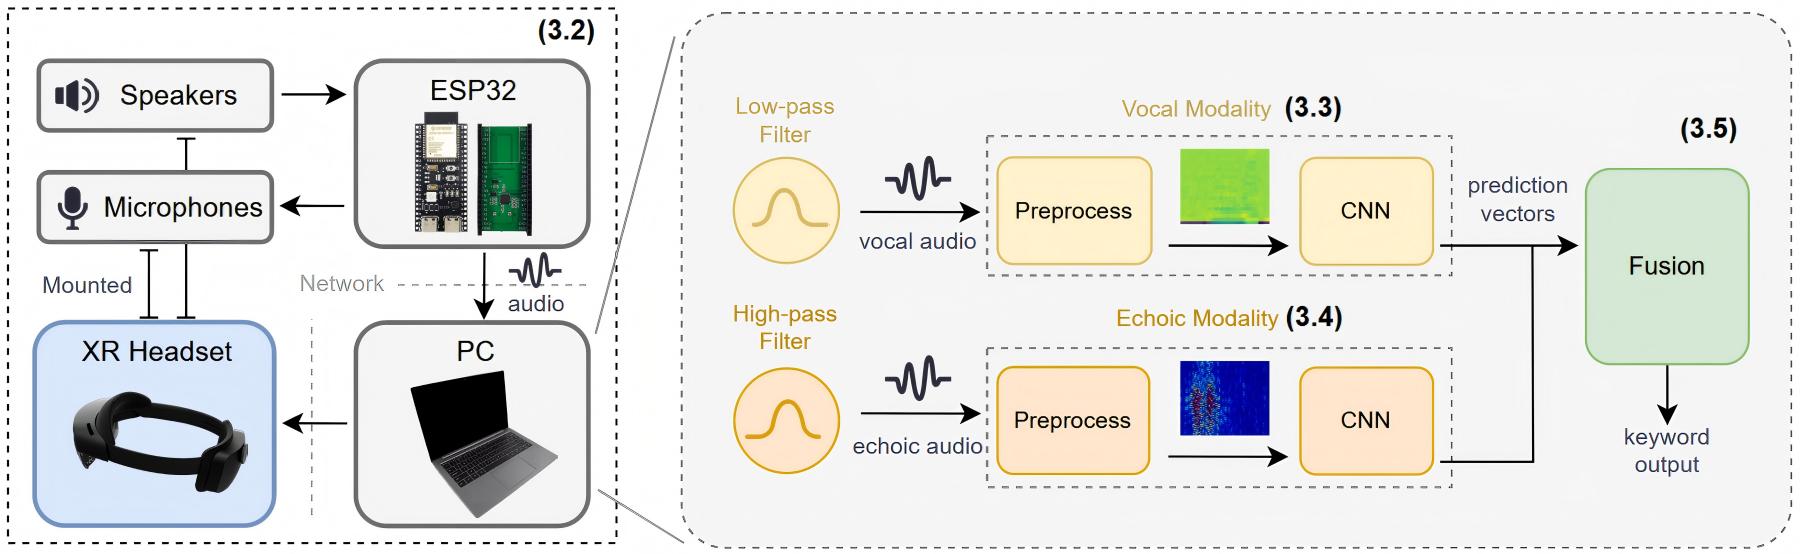 (3.2)
Speakers
ESP32
Microphones
Mounted
Network
audio
XR Headset
PC
Low-pass
Filter
vocal audio
Vocal Modality (3.3)
Preprocess
CNN
prediction
vectors
(3.5)
Fusion
High-pass
Filter
echoic audio
Echoic Modality (3.4)
Preprocess
CNN
keyword
output